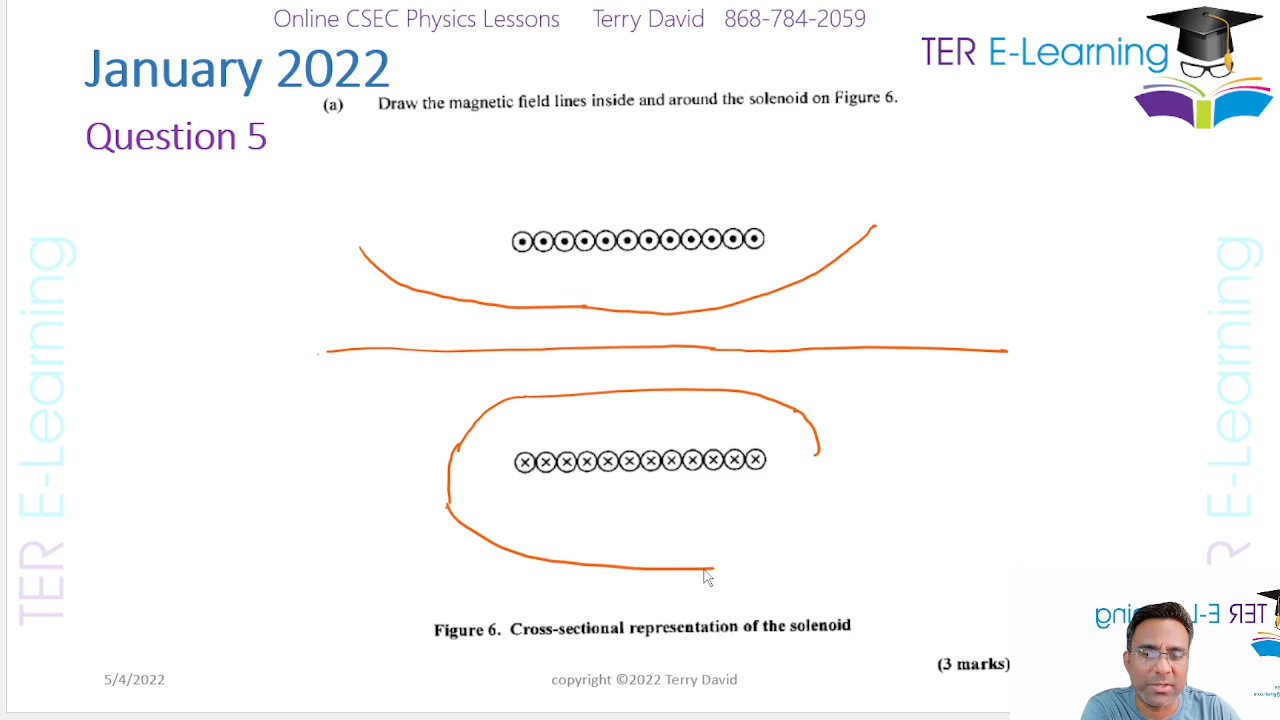 Online CSEC Physics Lessons Terry David 868-784-2059
TER E-Learning
January 2022
(a) Draw the magnetic field lines inside and around the solenoid on Figure 6.
Question 5
TER E-Learning
TER E-Learning
Figure 6. Cross-sectional representation of the solenoid
(3 marks)
5/4/2022
copyright ©2022 Terry David
TER E-Learning